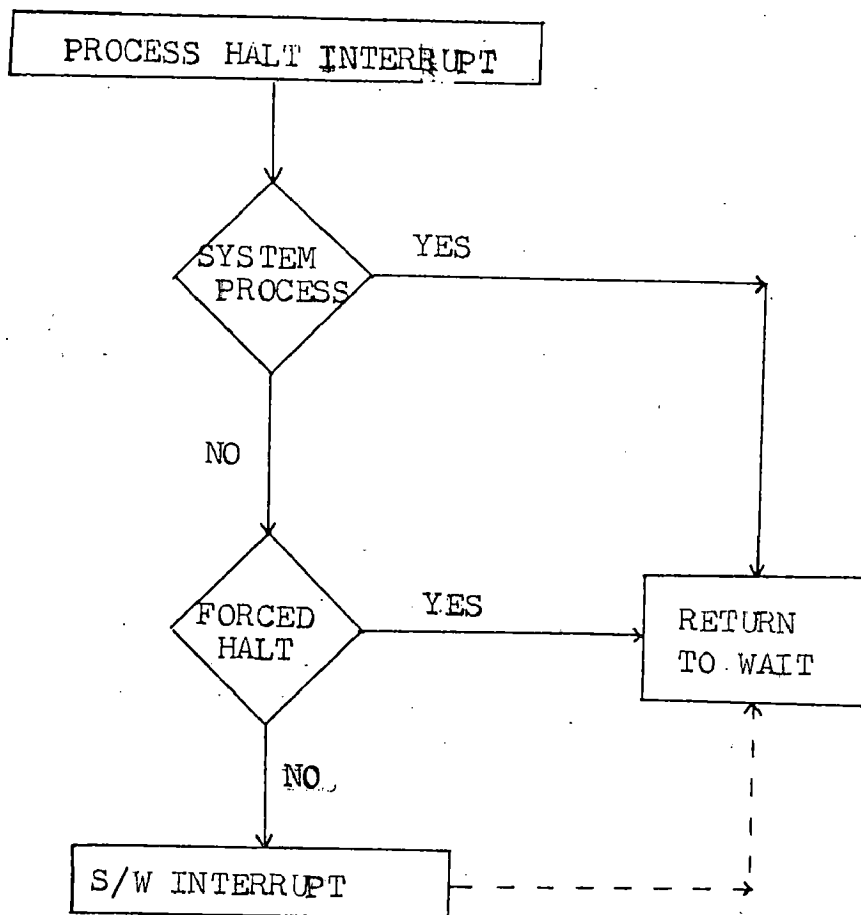 PROCESS HALT INTERRUPT
SYSTEM
PROCESS
YES
NO
FORCED
HALT
YES
RETURN
TO WAIT
NO
S/W INTERRUPT